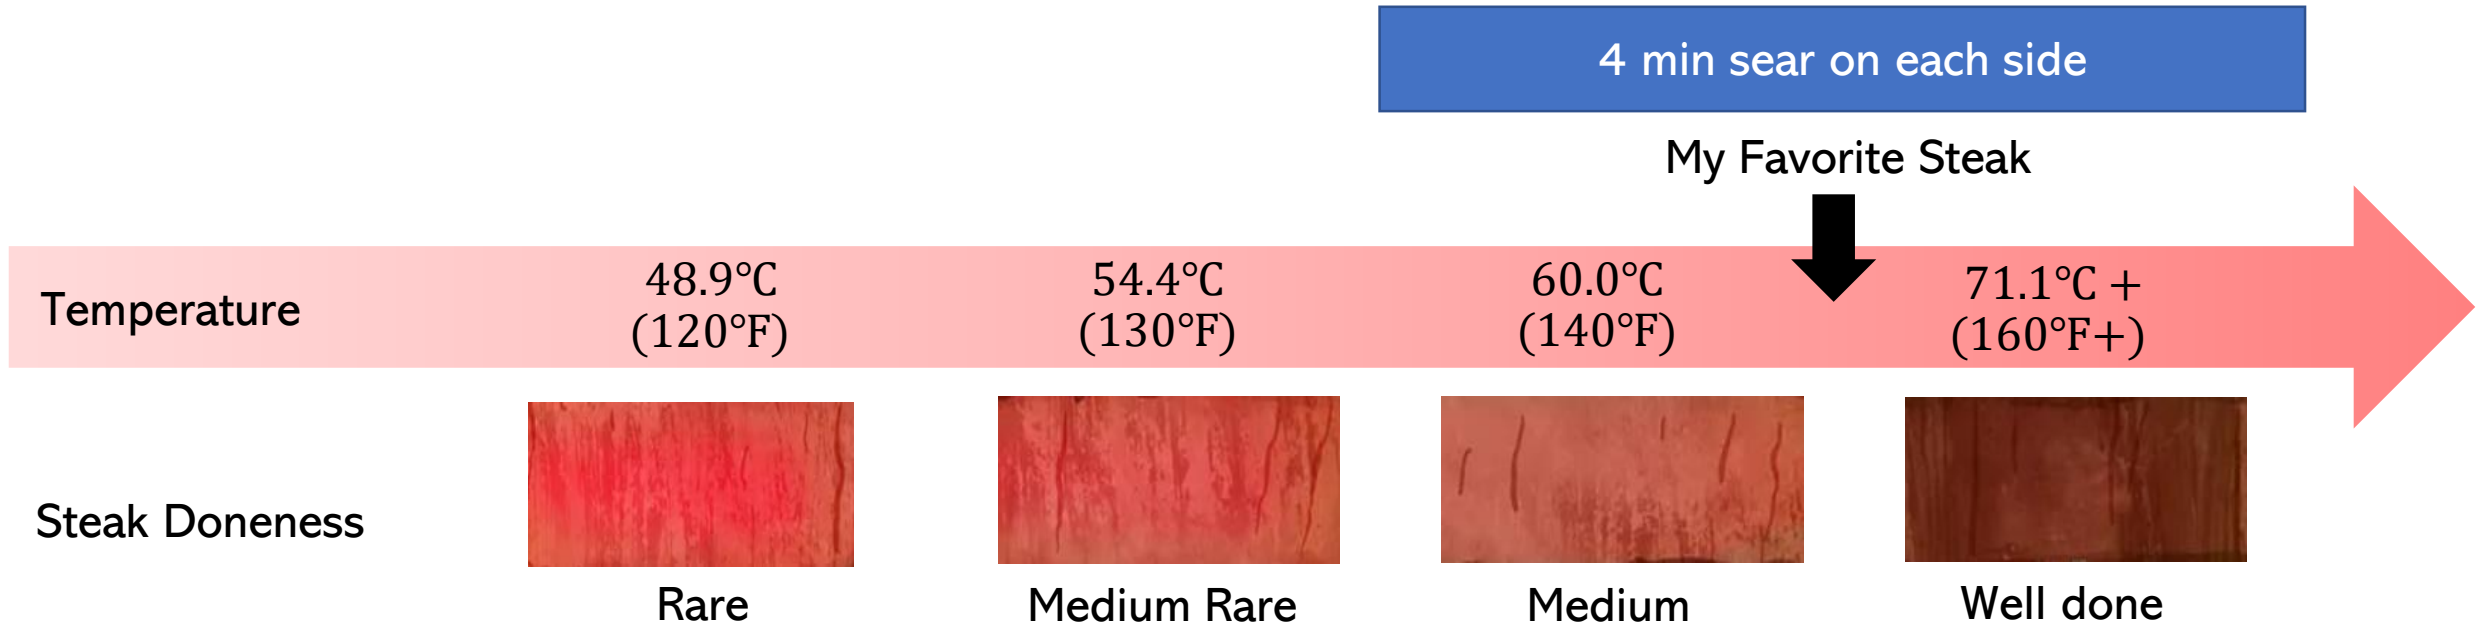 4 min sear on each side
My Favorite Steak
Temperature
48.9°C
(120°F)
54.4°C
(130°F)
60.0°C
(140°F)
71.1°C +
(160°F+)
Steak Doneness
Rare
Medium Rare
Medium
Well done